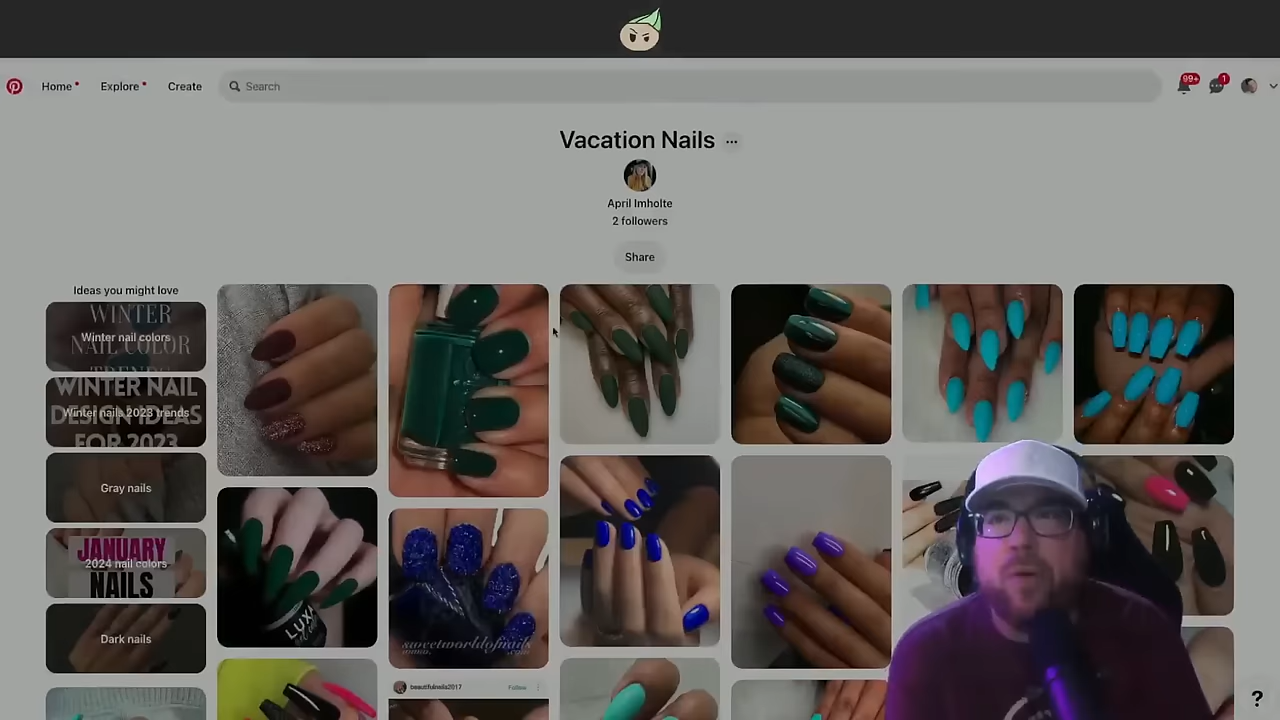 Home
Explore
Create
Search
99+
1
Vacation Nails
April Imholte
2 followers
Share
Ideas you might love
WINTER
NAIL COLOR
Winter nail colors
WINTER NAIL
DESIGN IDEAS
FOR 2023
Winter nails 2023 trends
Gray nails
JANUARY
2024 nail colors
NAILS
Dark nails
LUXA
sweetworldofnails
.com
beautifulnails2017
Follow
?